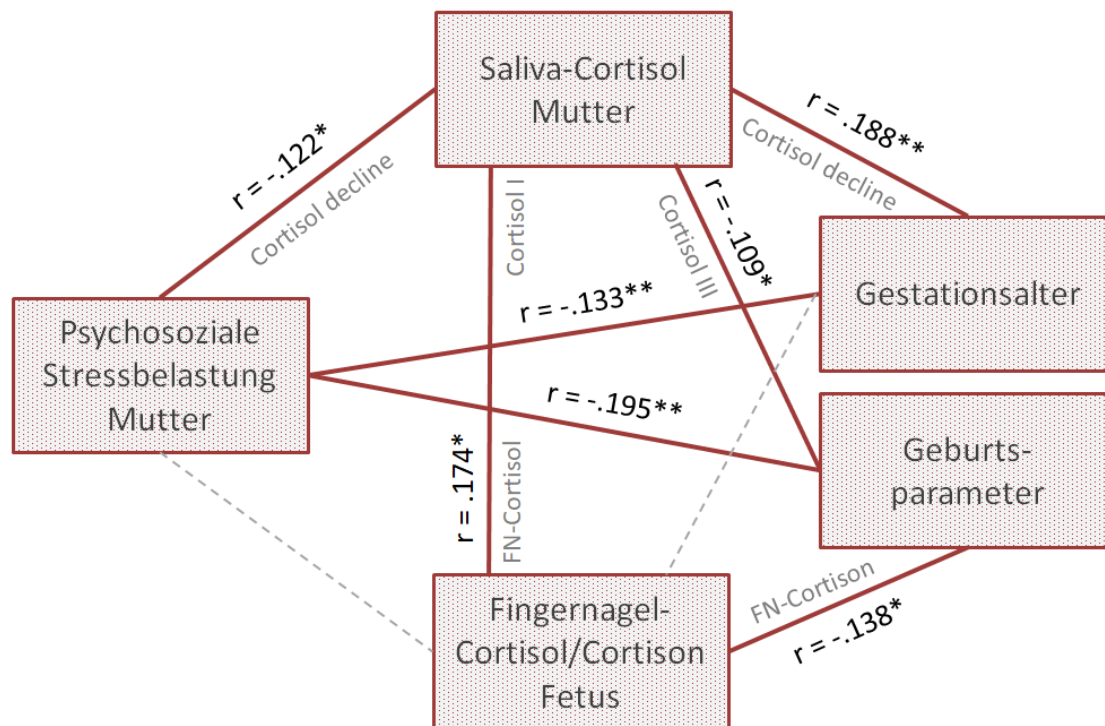 Saliva-Cortisol
Mutter
r = -.122*
Cortisol decline
r = .188**
Cortisol decline
Cortisol I
r = -.109*
Cortisol III
Gestationsalter
r = -.133**
Psychosoziale
Stressbelastung
Mutter
r = -.195**
Geburts-
parameter
r = .174*
FN-Cortisol
FN-Cortison
r = -.138*
Fingernagel-
Cortisol/Cortison
Fetus